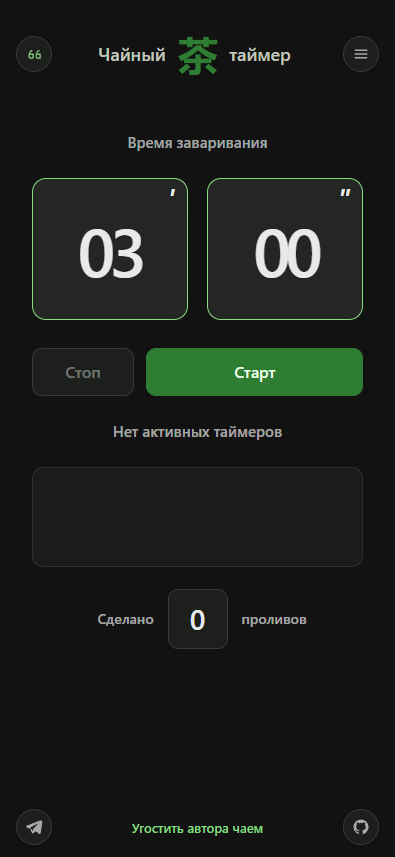 66
Чайный 茶 таймер
Время заваривания
03 ′ 00 ″
Стоп Старт
Нет активных таймеров
Сделано 0 проливов
Угостить автора чаем